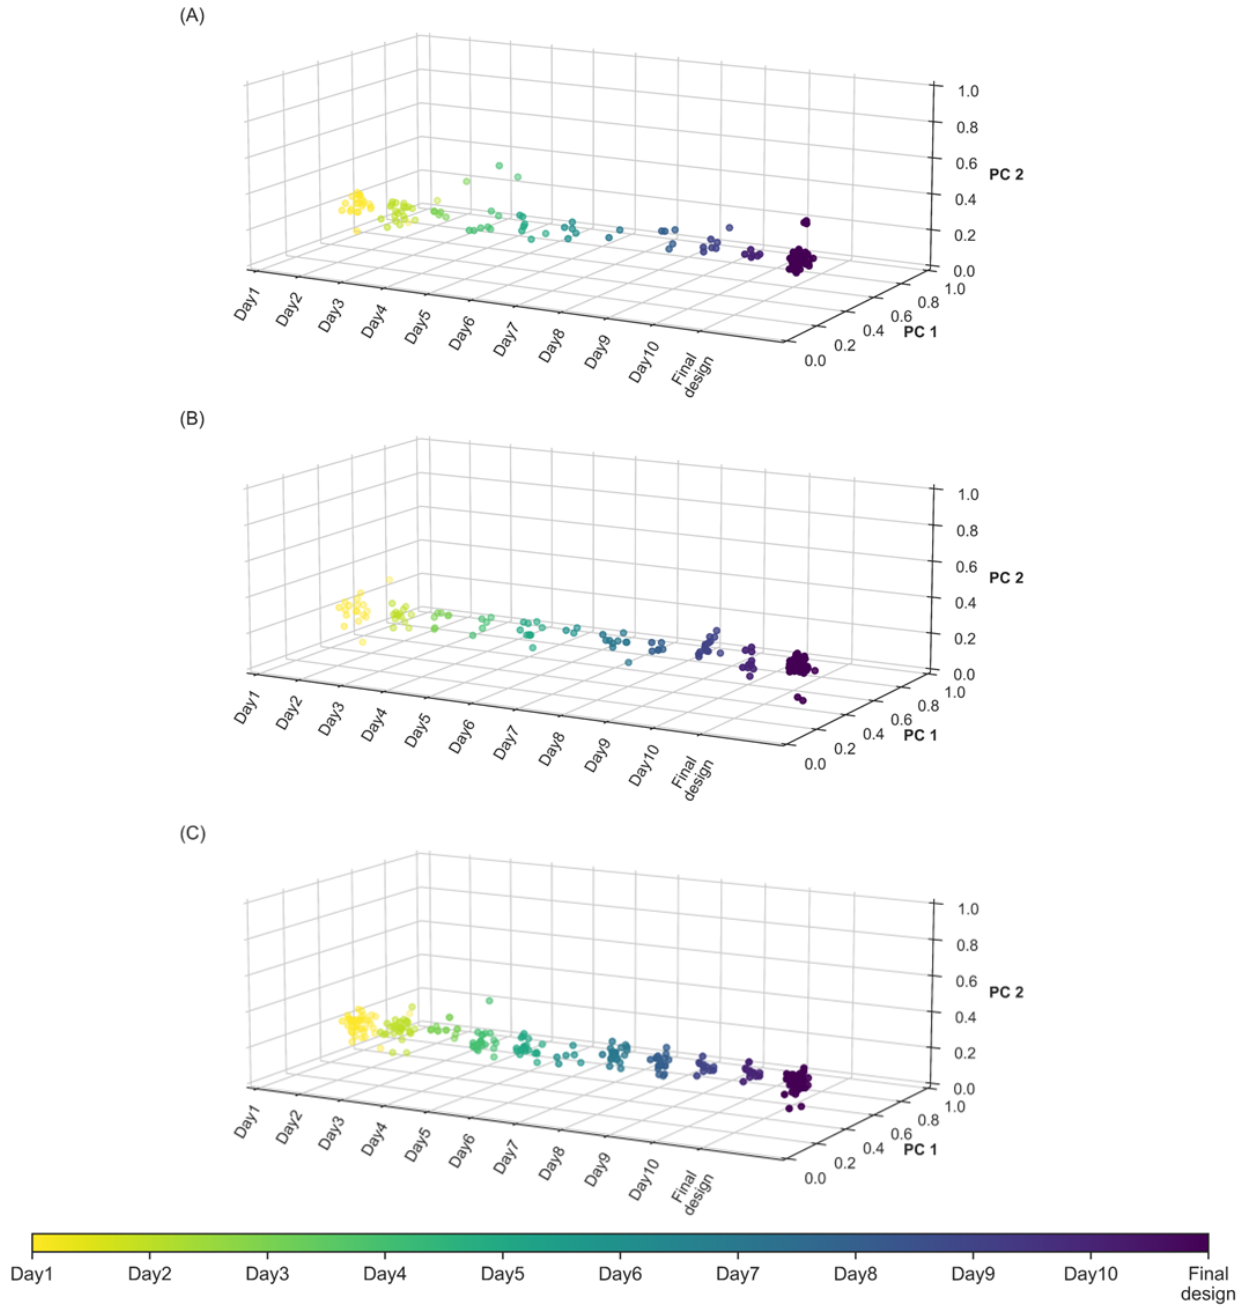 (A)
1.0
0.8
0.6
PC 2
0.4
0.2
0.0
1.0
0.8
0.6
0.4
PC 1
0.2
0.0
Day1
Day2
Day3
Day4
Day5
Day6
Day7
Day8
Day9
Day10
Final
design
(B)
1.0
0.8
0.6
PC 2
0.4
0.2
0.0
1.0
0.8
0.6
0.4
PC 1
0.2
0.0
Day1
Day2
Day3
Day4
Day5
Day6
Day7
Day8
Day9
Day10
Final
design
(C)
1.0
0.8
0.6
PC 2
0.4
0.2
0.0
1.0
0.8
0.6
0.4
PC 1
0.2
0.0
Day1
Day2
Day3
Day4
Day5
Day6
Day7
Day8
Day9
Day10
Final
design
Day1 Day2 Day3 Day4 Day5 Day6 Day7 Day8 Day9 Day10 Final
design